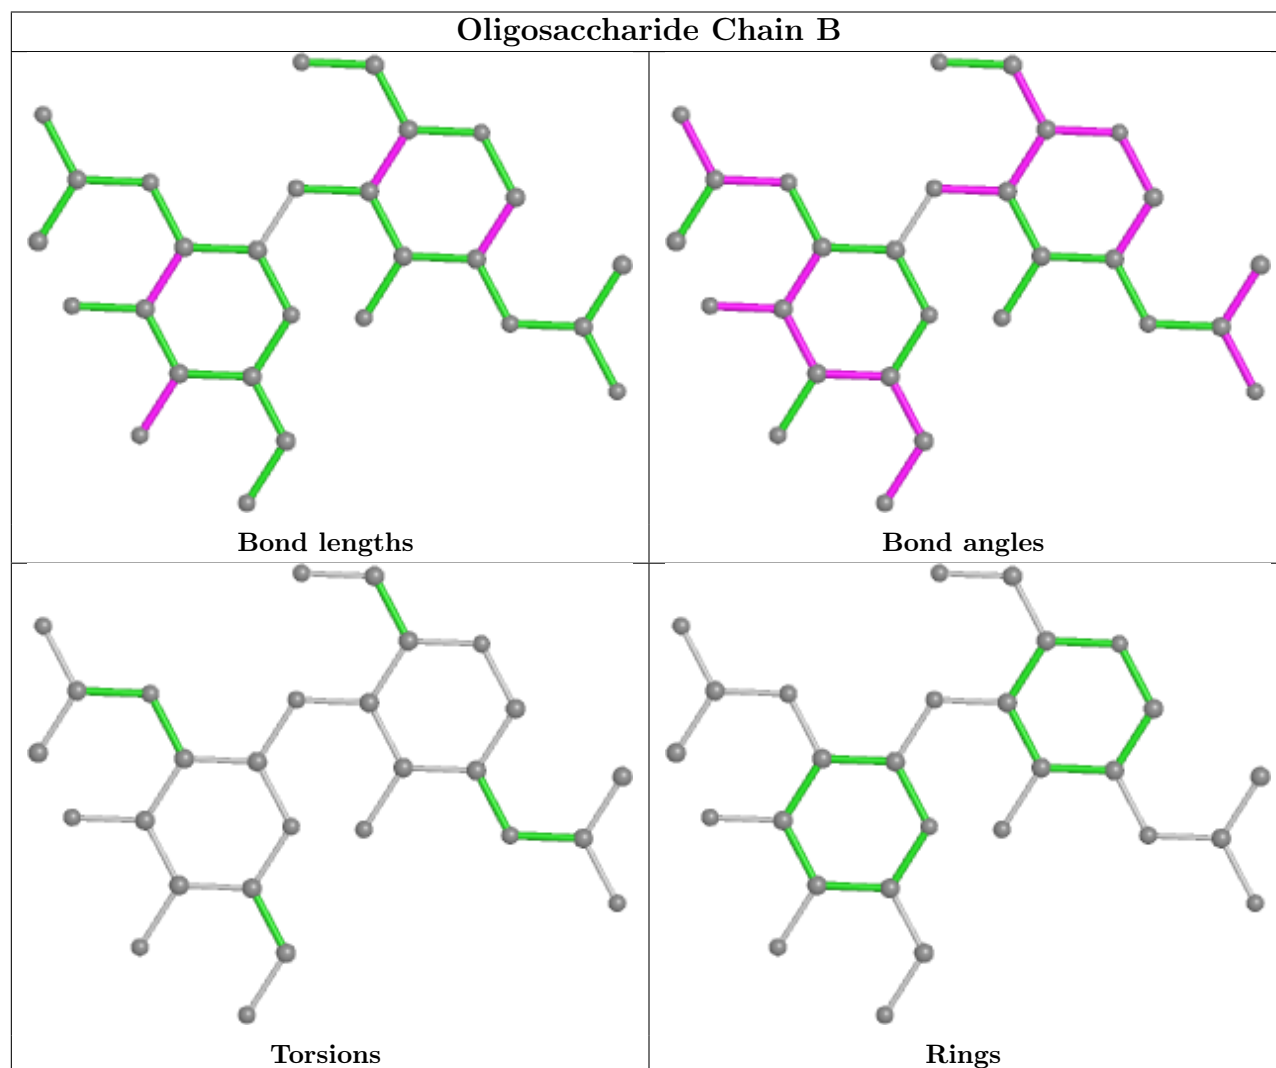 Oligosaccharide Chain B
Bond lengths
Bond angles
Torsions
Rings